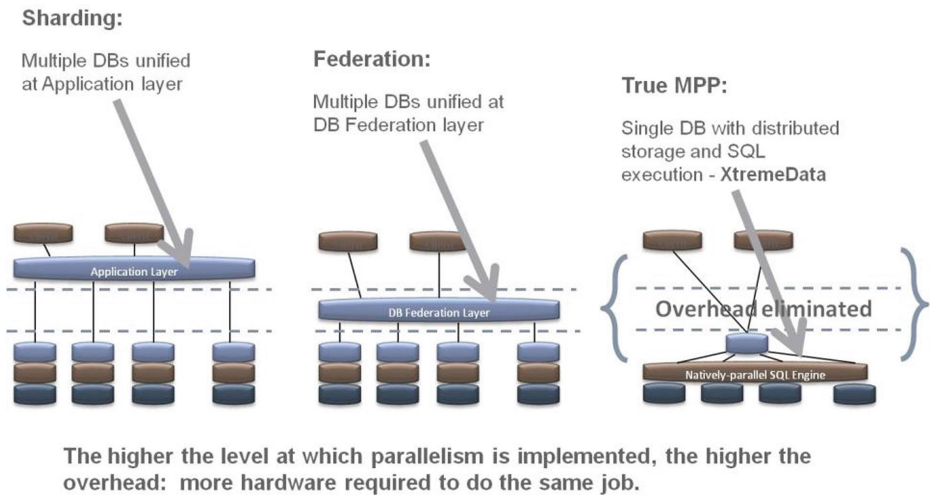 Sharding:
Multiple DBs unified
at Application layer
Application Layer
Federation:
Multiple DBs unified at
DB Federation layer
DB Federation Layer
True MPP:
Single DB with distributed
storage and SQL
execution - XtremeData
Overhead eliminated
Natively-parallel SQL Engine
The higher the level at which parallelism is implemented, the higher the
overhead:  more hardware required to do the same job.